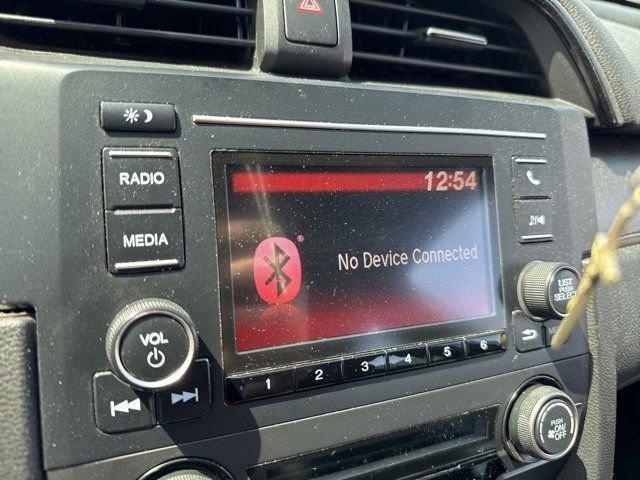 RADIO
MEDIA
VOL
12:54
®
No Device Connected
1 2 3 4 5 6
LIST
PUSH
SELECT
PUSH
ON/
OFF